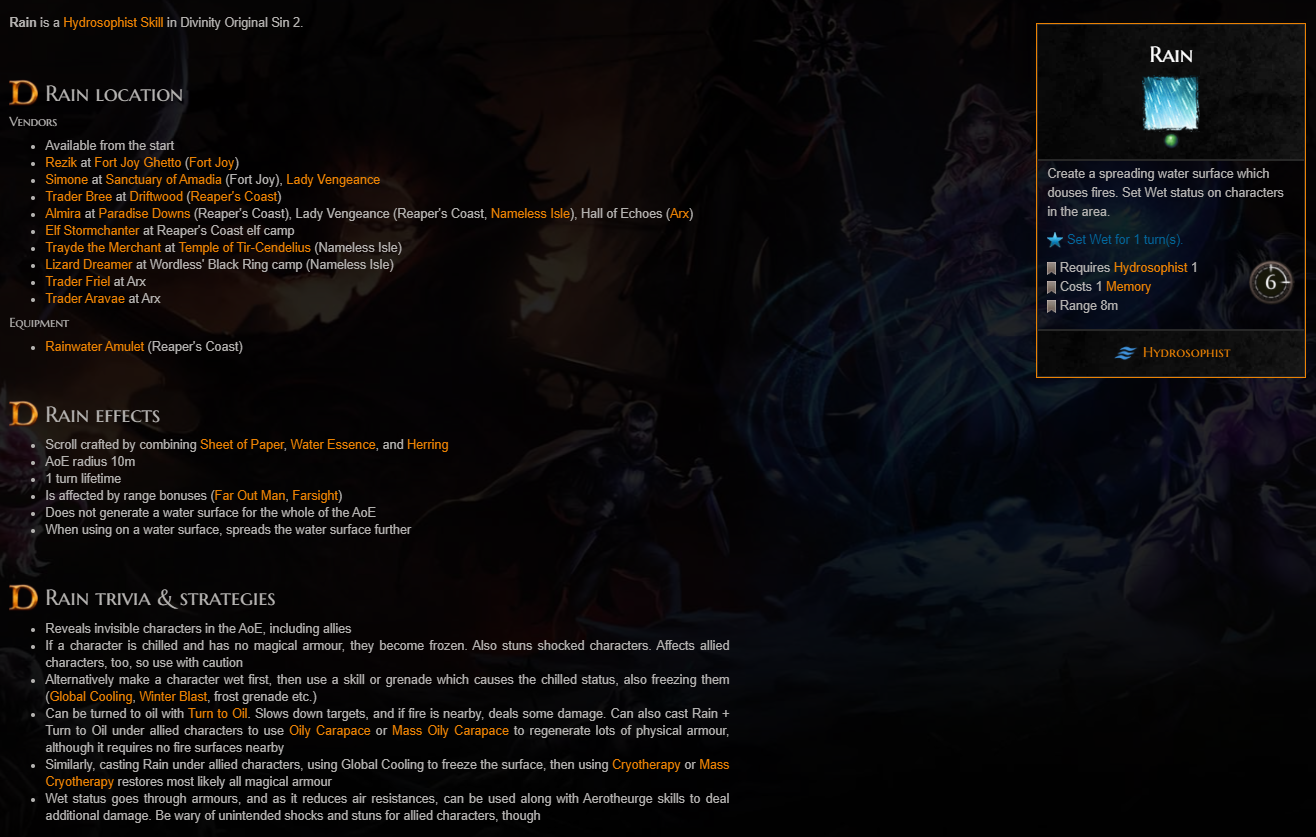 Rain is a Hydrosophist Skill in Divinity Original Sin 2.
Rain location
Vendors
Available from the start
Rezik at Fort Joy Ghetto (Fort Joy)
Simone at Sanctuary of Amadia (Fort Joy), Lady Vengeance
Trader Bree at Driftwood (Reaper's Coast)
Almira at Paradise Downs (Reaper's Coast), Lady Vengeance (Reaper's Coast, Nameless Isle), Hall of Echoes (Arx)
Elf Stormchanter at Reaper's Coast elf camp
Trayde the Merchant at Temple of Tir-Cendelius (Nameless Isle)
Lizard Dreamer at Wordless' Black Ring camp (Nameless Isle)
Trader Friel at Arx
Trader Aravae at Arx
Equipment
Rainwater Amulet (Reaper's Coast)
Rain effects
Scroll crafted by combining Sheet of Paper, Water Essence, and Herring
AoE radius 10m
1 turn lifetime
Is affected by range bonuses (Far Out Man, Farsight)
Does not generate a water surface for the whole of the AoE
When using on a water surface, spreads the water surface further
Rain trivia & strategies
Reveals invisible characters in the AoE, including allies
If a character is chilled and has no magical armour, they become frozen. Also stuns shocked characters. Affects allied
characters, too, so use with caution
Alternatively make a character wet first, then use a skill or grenade which causes the chilled status, also freezing them
(Global Cooling, Winter Blast, frost grenade etc.)
Can be turned to oil with Turn to Oil. Slows down targets, and if fire is nearby, deals some damage. Can also cast Rain +
Turn to Oil under allied characters to use Oily Carapace or Mass Oily Carapace to regenerate lots of physical armour,
although it requires no fire surfaces nearby
Similarly, casting Rain under allied characters, using Global Cooling to freeze the surface, then using Cryotherapy or Mass
Cryotherapy restores most likely all magical armour
Wet status goes through armours, and as it reduces air resistances, can be used along with Aerotheurge skills to deal
additional damage. Be wary of unintended shocks and stuns for allied characters, though
Rain
Create a spreading water surface which
douses fires. Set Wet status on characters
in the area.
Set Wet for 1 turn(s).
Requires Hydrosophist 1
Costs 1 Memory
Range 8m
6
Hydrosophist